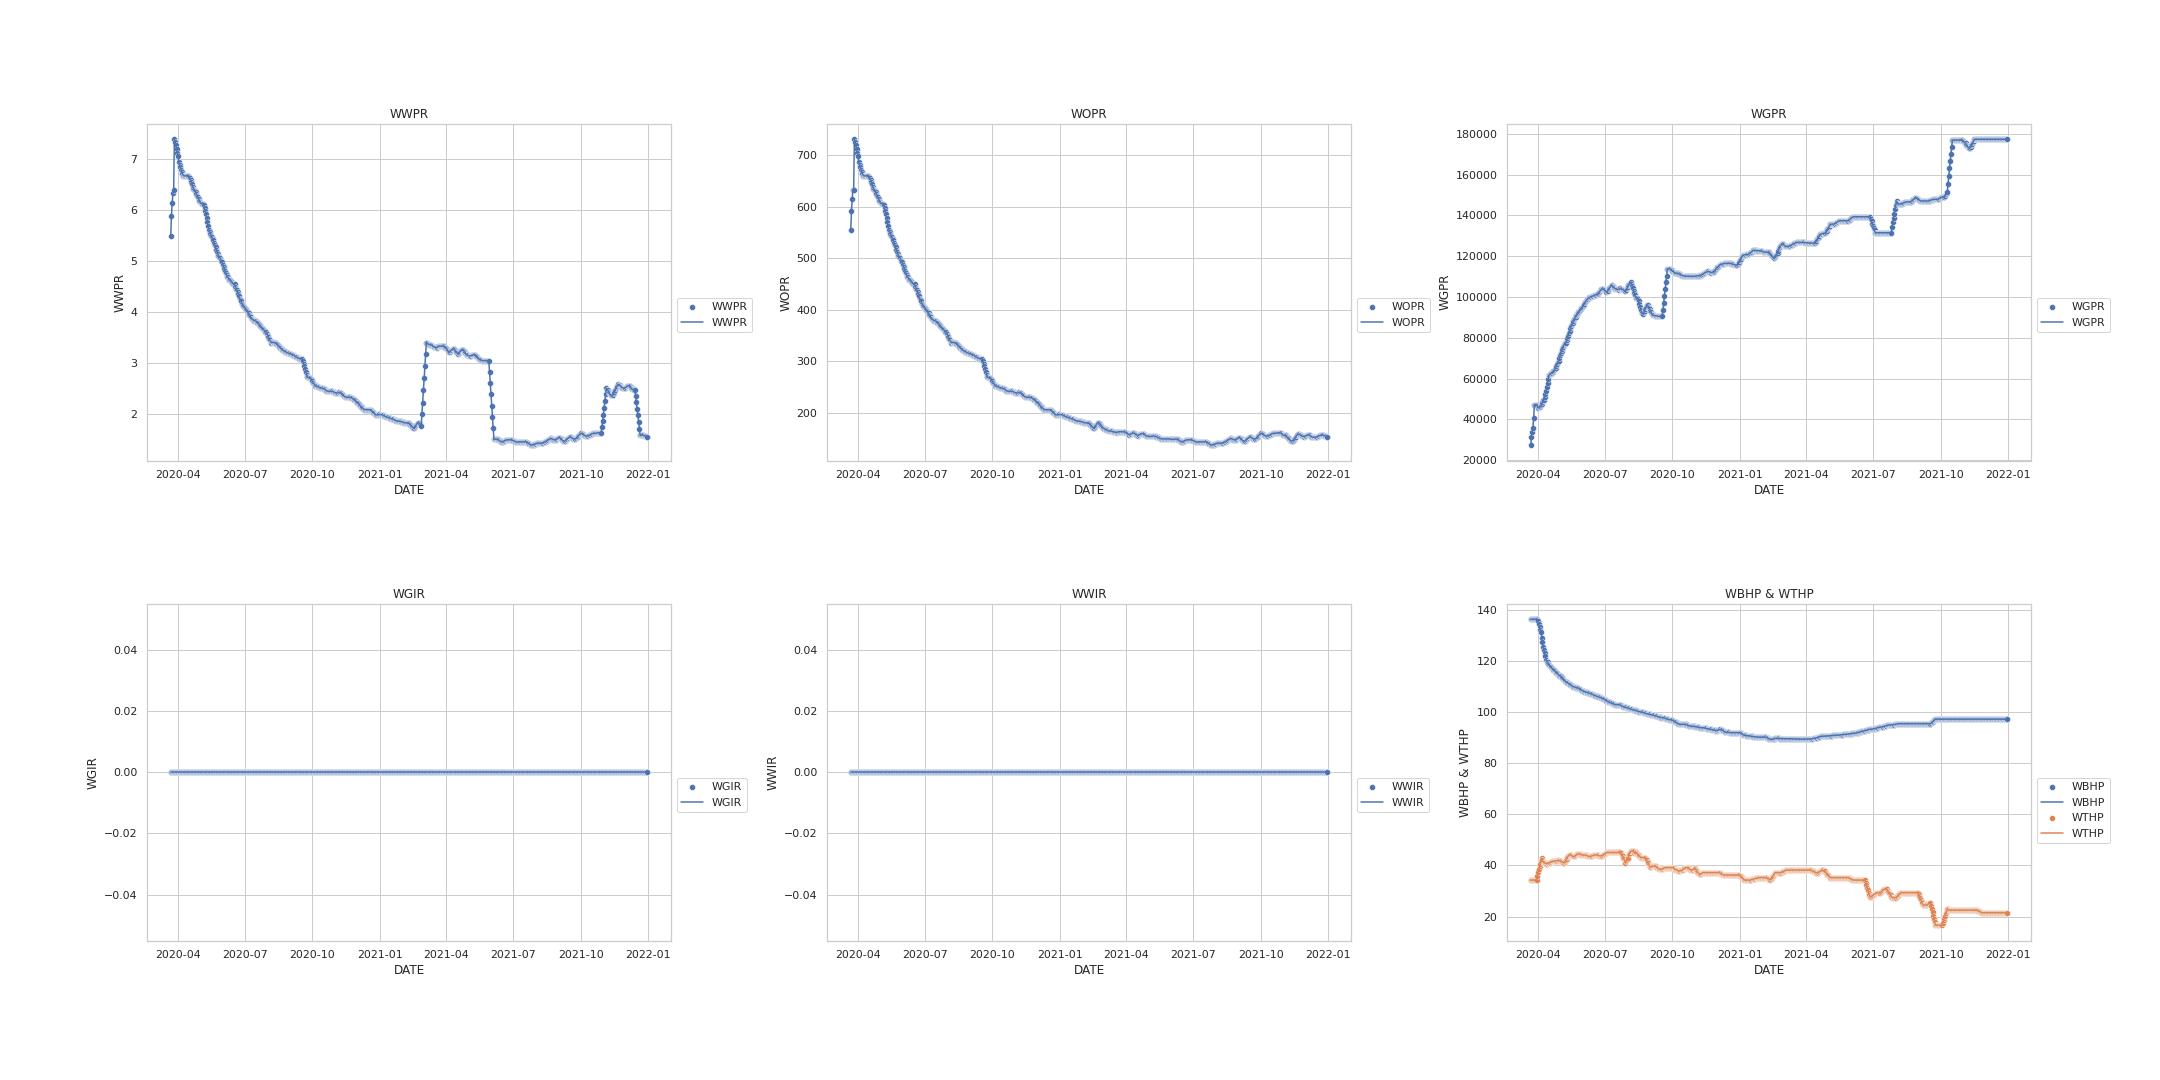 WWPR
7
6
5
4
3
2
WWPR
2020-04 2020-07 2020-10 2021-01 2021-04 2021-07 2021-10 2022-01
DATE
WWPR
WWPR
WOPR
700
600
500
400
300
200
WOPR
2020-04 2020-07 2020-10 2021-01 2021-04 2021-07 2021-10 2022-01
DATE
WOPR
WOPR
WGPR
180000
160000
140000
120000
100000
80000
60000
40000
20000
WGPR
2020-04 2020-07 2020-10 2021-01 2021-04 2021-07 2021-10 2022-01
DATE
WGPR
WGPR
WGIR
0.04
0.02
0.00
−0.02
−0.04
WGIR
2020-04 2020-07 2020-10 2021-01 2021-04 2021-07 2021-10 2022-01
DATE
WGIR
WGIR
WWIR
0.04
0.02
0.00
−0.02
−0.04
WWIR
2020-04 2020-07 2020-10 2021-01 2021-04 2021-07 2021-10 2022-01
DATE
WWIR
WWIR
WBHP & WTHP
140
120
100
80
60
40
20
WBHP & WTHP
2020-04 2020-07 2020-10 2021-01 2021-04 2021-07 2021-10 2022-01
DATE
WBHP
WBHP
WTHP
WTHP